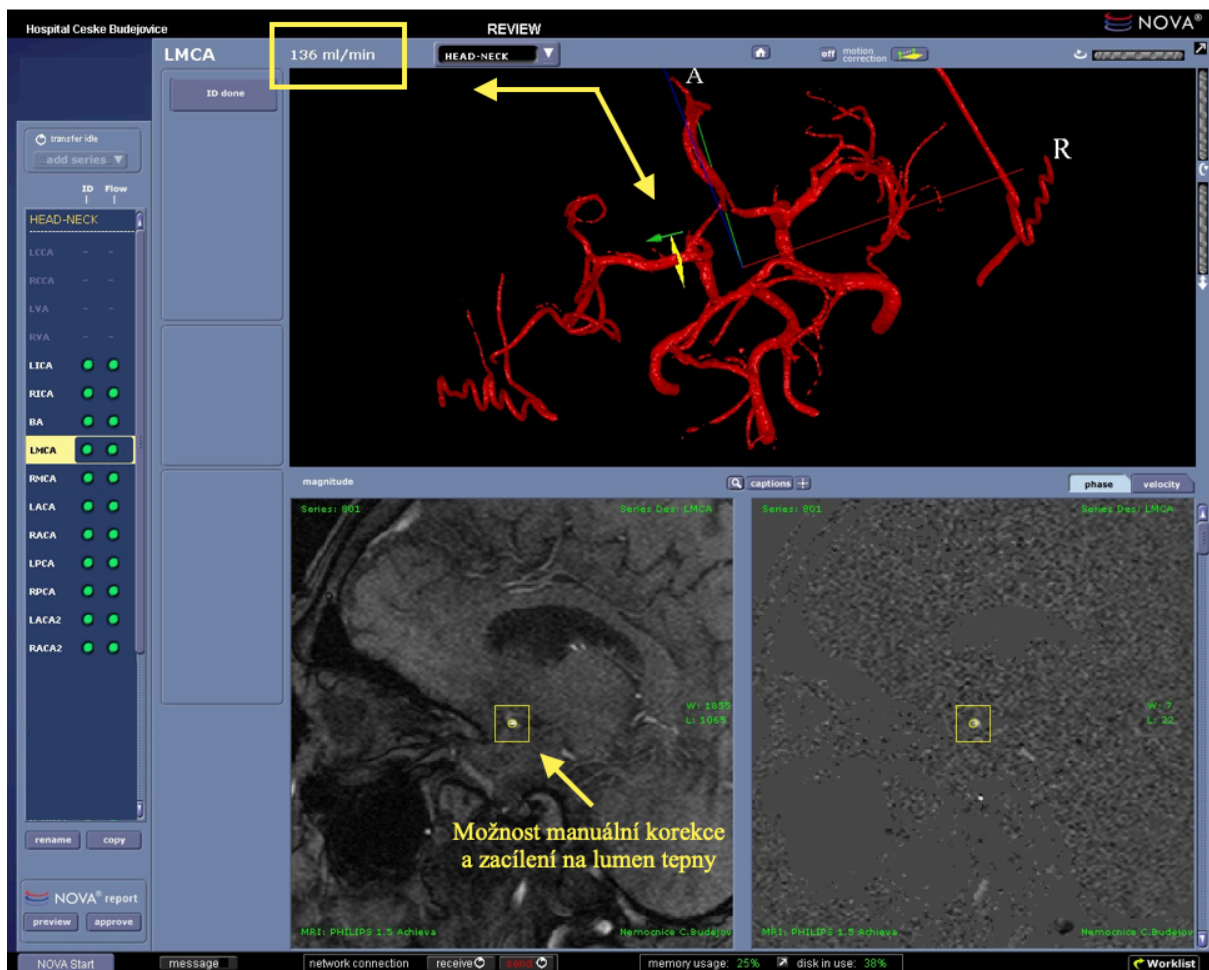 Hospital Ceske Budejovice
REVIEW
NOVA®
LMCA
136 ml/min
HEAD-NECK
off
motion correction
ID done
transfer idle
add series
ID Flow
HEAD-NECK
LCCA - -
RCCA - -
LVA - -
RVA - -
LICA
RICA
BA
LMCA
RMCA
LACA
RACA
LPCA
RPCA
LACA2
RACA2
rename copy
NOVA® report
preview approve
A
R
magnitude
captions
phase velocity
Series: 801
Series Des: LMCA
W: 1855
L: 1065
Možnost manuální korekce
a zacílení na lumen tepny
MRI: PHILIPS 1.5 Achieva
Nemocnice C.Budejov
Series: 801
Series Des: LMCA
W: 7
L: 22
MRI: PHILIPS 1.5 Achieva
Nemocnice C.Budejov
NOVA Start
message
network connection
receive
send
memory usage: 25%
disk in use: 38%
Worklist